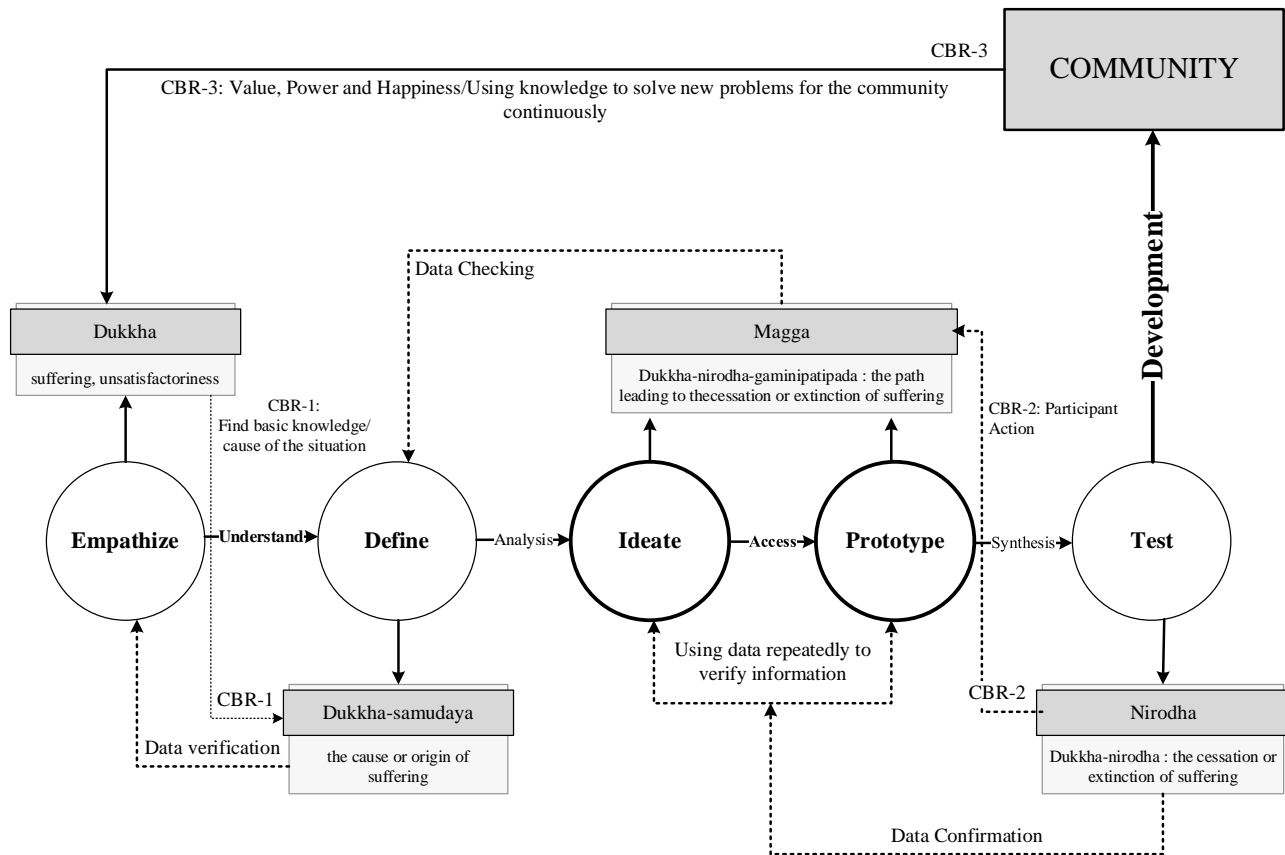 CBR-3
COMMUNITY
CBR-3: Value, Power and Happiness/Using knowledge to solve new problems for the community
continuously
Development
Data Checking
Dukkha
suffering, unsatisfactoriness
Magga
Dukkha-nirodha-gaminipatipada : the path
leading to thecessation or extinction of suffering
CBR-1:
Find basic knowledge/
cause of the situation
CBR-2: Participant
Action
Empathize
Understand
Define
Analysis
Ideate
Access
Prototype
Synthesis
Test
Using data repeatedly to
verify information
CBR-1
Dukkha-samudaya
the cause or origin of
suffering
Data verification
CBR-2
Nirodha
Dukkha-nirodha : the cessation or
extinction of suffering
Data Confirmation